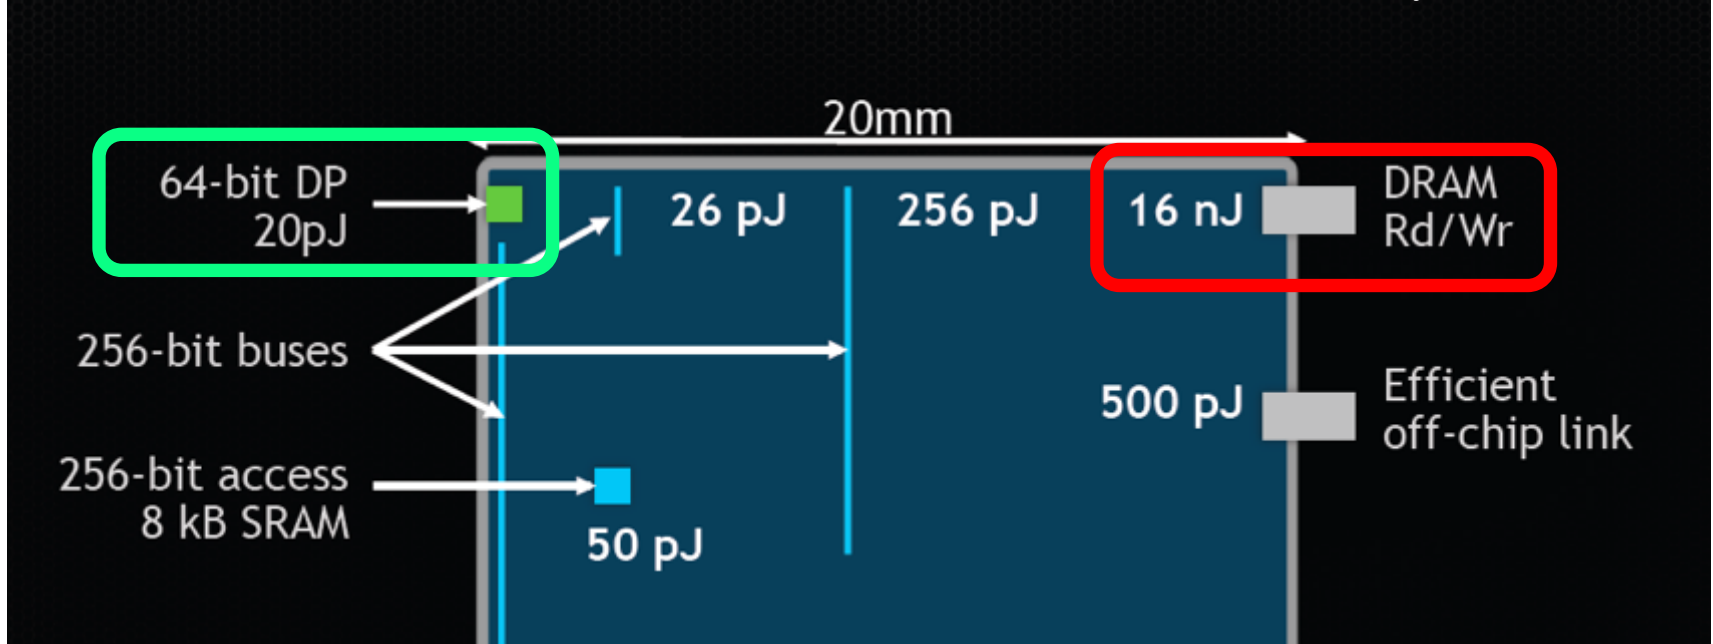 20mm
64-bit DP
20pJ
26 pJ
256 pJ
16 nJ
DRAM
Rd/Wr
256-bit buses
500 pJ
Efficient
off-chip link
256-bit access
8 kB SRAM
50 pJ